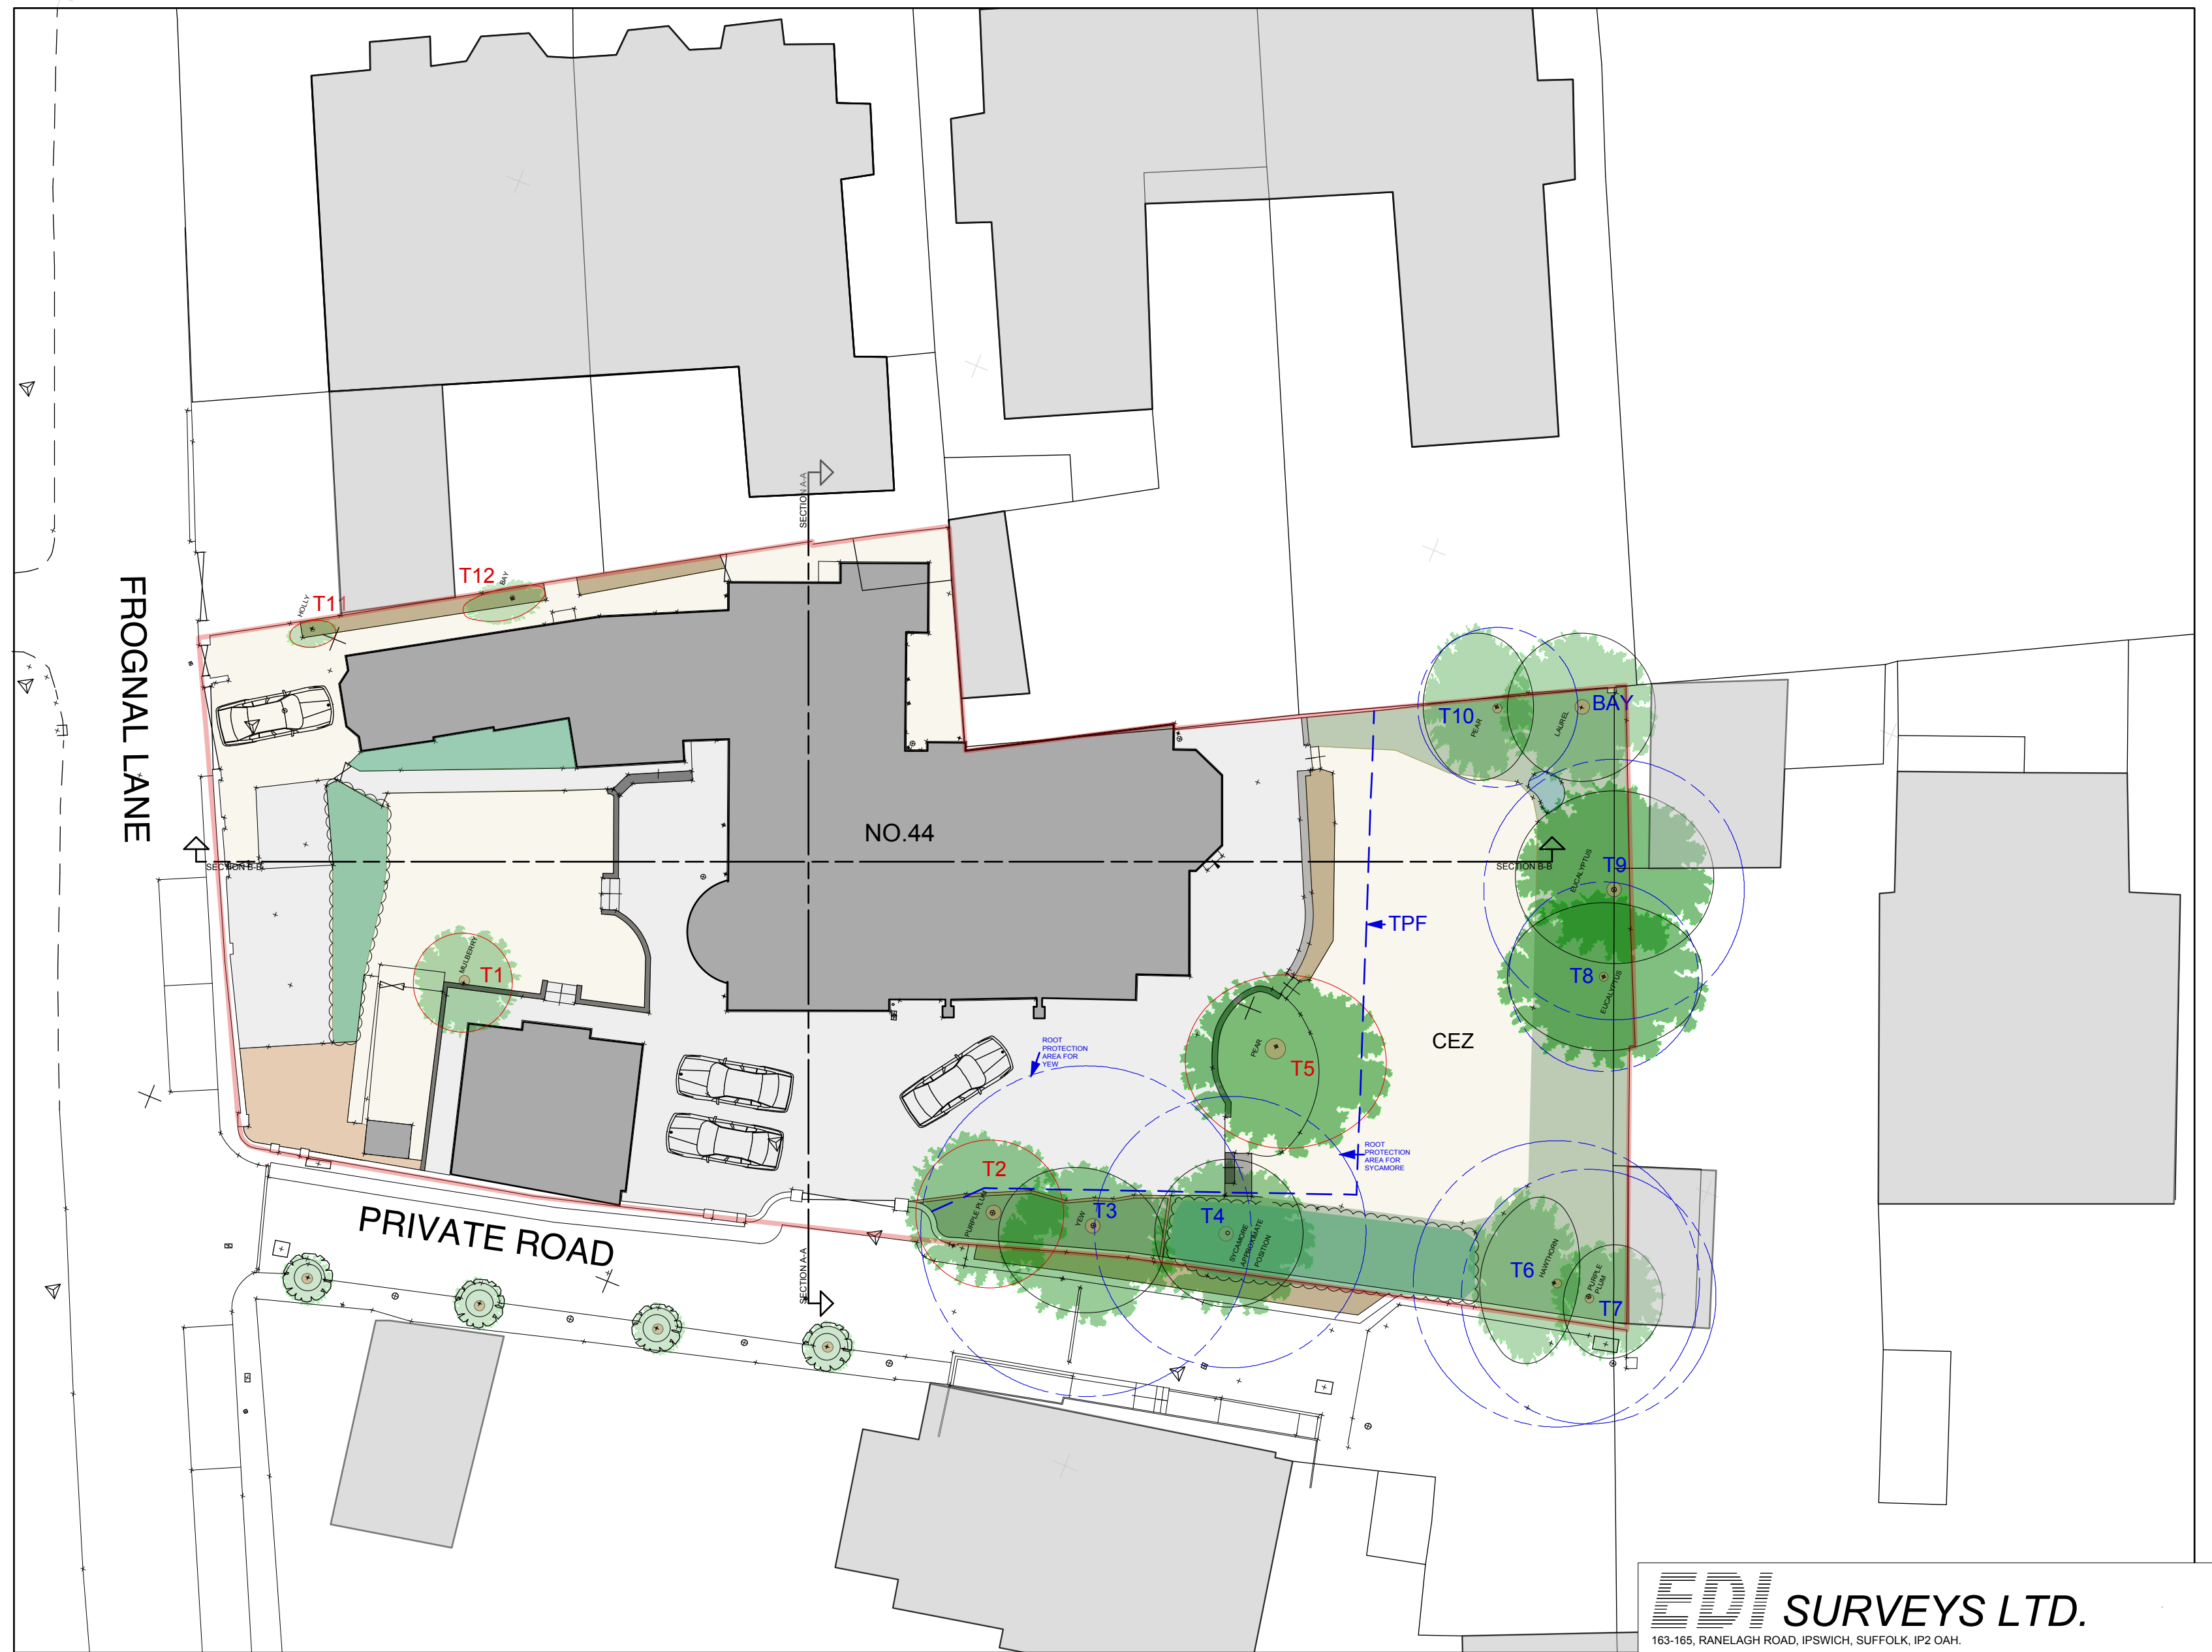 SECTION A-A
T12
BAY
HOLLY
T11
FROGNAL LANE
T10
PEAR
LAUREL
BAY
NO.44
SECTION B-B
SECTION B-B
EUCALYPTUS
T9
TPF
MULBERRY
T1
T8
EUCALYPTUS
CEZ
ROOT
PROTECTION
AREA FOR
YEW
PEAR
T5
ROOT
PROTECTION
AREA FOR
SYCAMORE
T2
PURPLE PLUM
YEW
T3
T4
SYCAMORE
APPROXIMATE
POSITION
PRIVATE ROAD
T6
HAWTHORN
PURPLE
PLUM
T7
SECTION A-A
EDI SURVEYS LTD.
163-165, RANELAGH ROAD, IPSWICH, SUFFOLK, IP2 OAH.